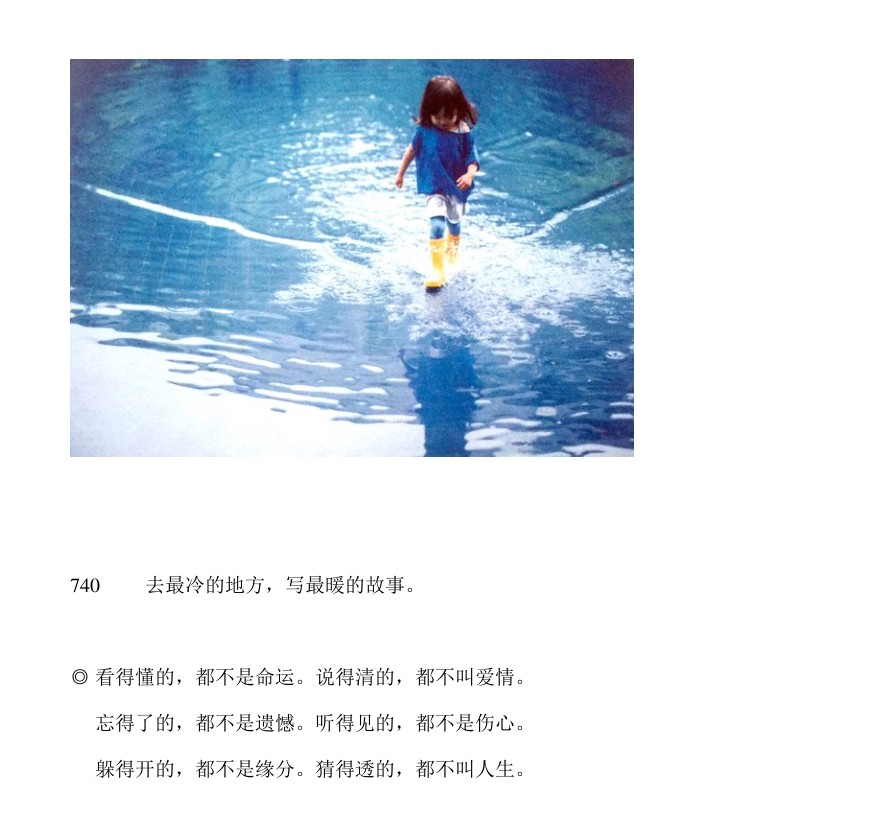 740 去最冷的地方，写最暖的故事。
◎ 看得懂的，都不是命运。说得清的，都不叫爱情。
忘得了的，都不是遗憾。听得见的，都不是伤心。
躲得开的，都不是缘分。猜得透的，都不叫人生。